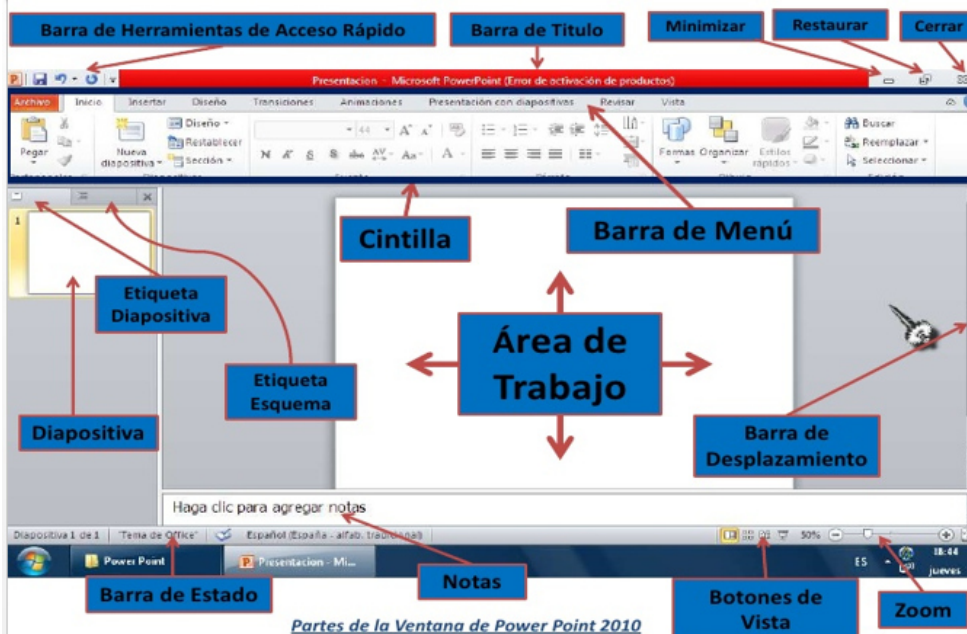 Barra de Herramientas de Acceso Rápido
Barra de Titulo
Minimizar
Restaurar
Cerrar
Presentacion - Microsoft PowerPoint (Error de activación de productos)
Archivo Inicio Insertar Diseño Transiciones Animaciones Presentación con diapositivas Revisar Vista
Pegar
Nueva
diapositiva
Diseño
Restablecer
Sección
44
N K S S abc AV Aa A
Formas Organizar Estilos
rápidos
Buscar
Reemplazar
Seleccionar
Cintilla
Barra de Menú
1
Etiqueta
Diapositiva
Etiqueta
Esquema
Diapositiva
Área de
Trabajo
Barra de
Desplazamiento
Haga clic para agregar notas
Diapositiva 1 de 1 "Tema de Office" Español (España - alfab. tradicional) 50%
Power Point
Presentacion - Mi...
ES
18:44
jueves
Barra de Estado
Notas
Botones de
Vista
Zoom
Partes de la Ventana de Power Point 2010